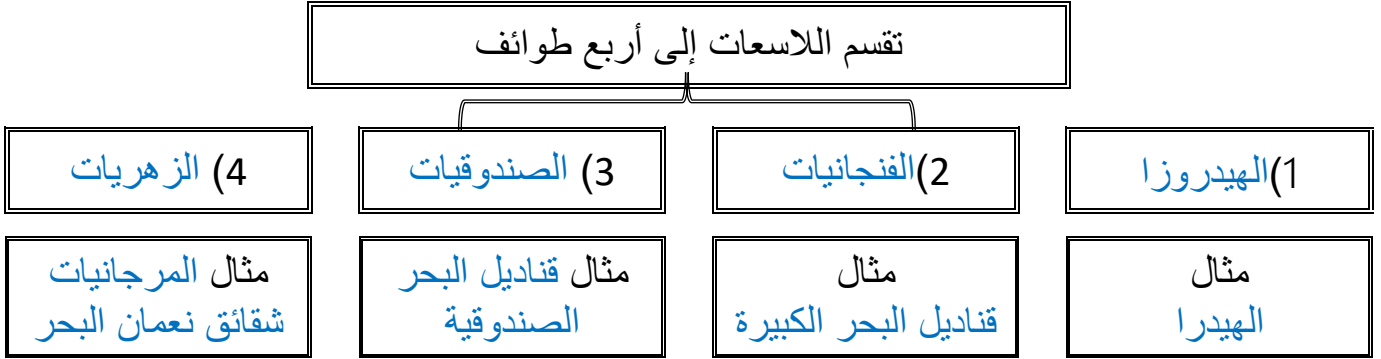 تقسم اللاسعات إلى أربع طوائف
1)الهيدروزا
2)الفنجانيات
3) الصندوقيات
4) الزهريات
مثال
الهيدرا
مثال
قناديل البحر الكبيرة
مثال قناديل البحر
الصندوقية
مثال المرجانيات
شقائق نعمان البحر